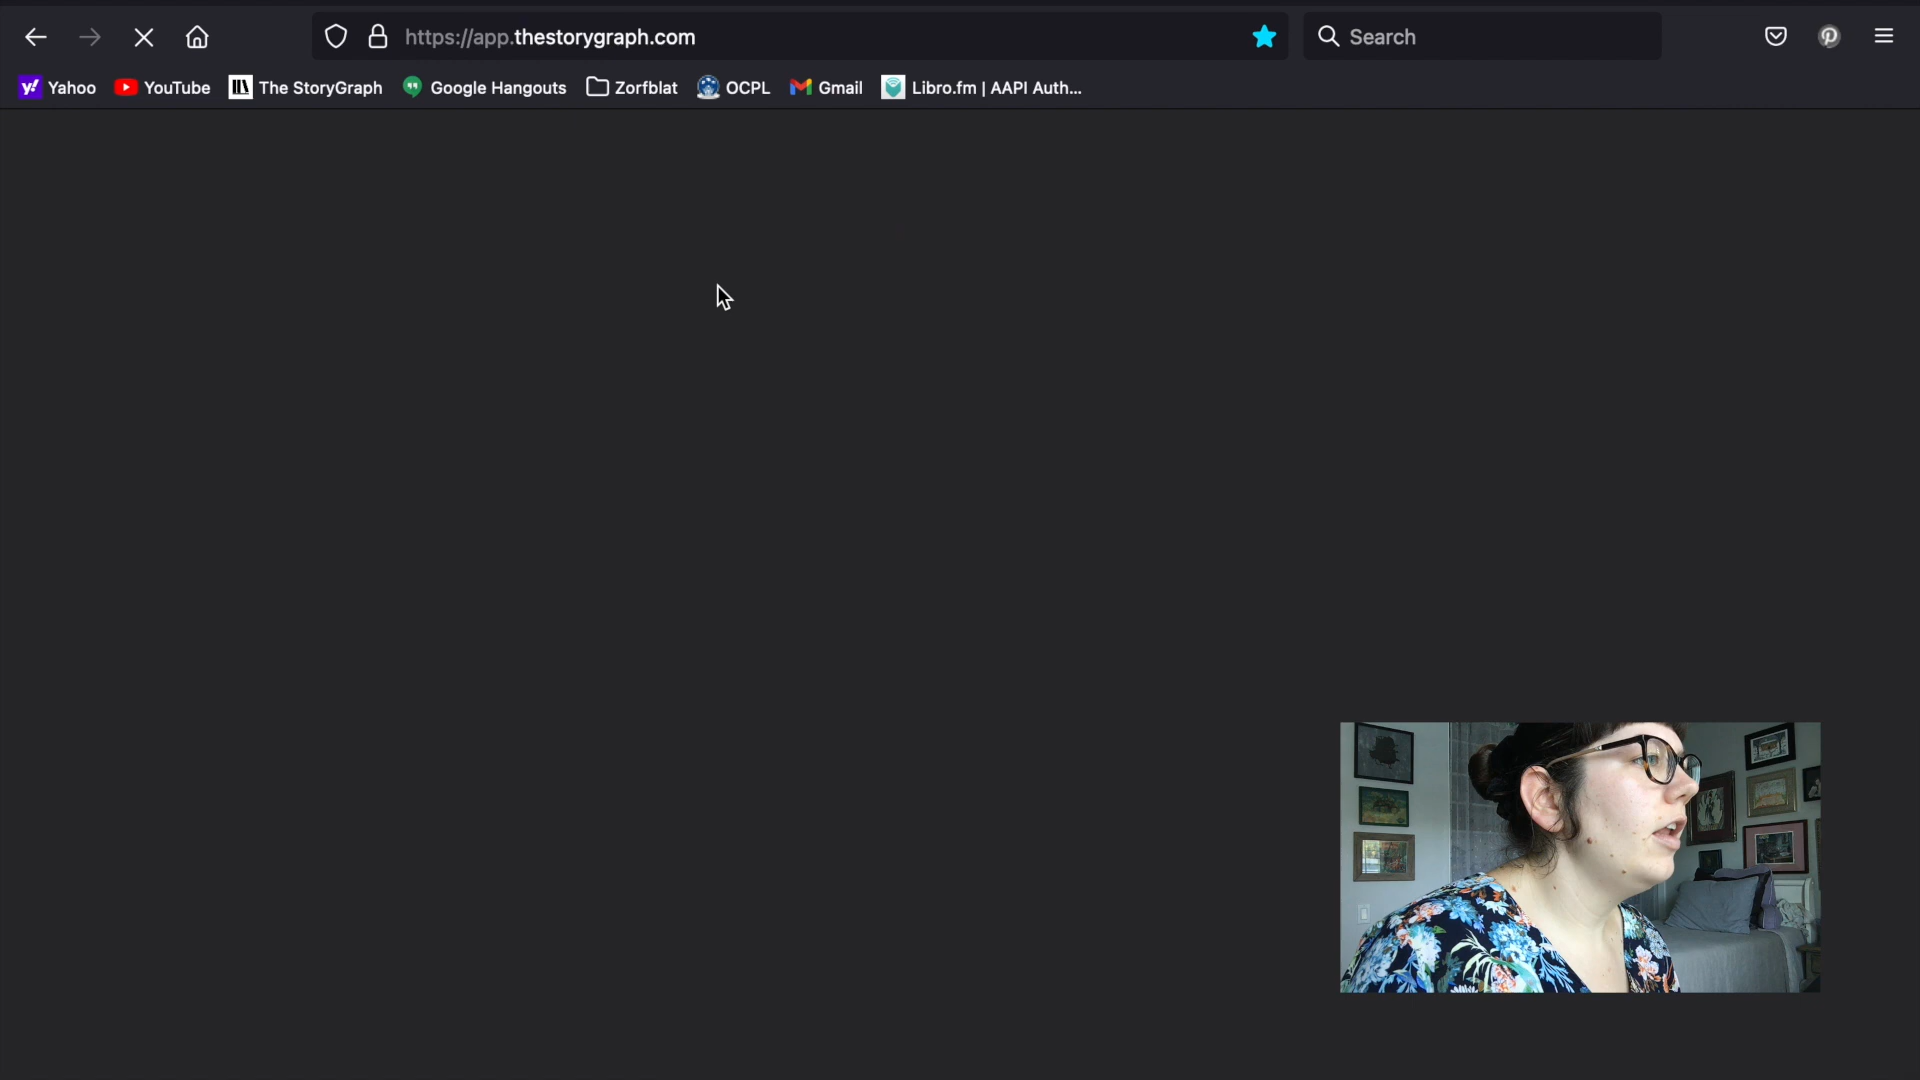 https://app.thestorygraph.com
Search
Yahoo YouTube The StoryGraph Google Hangouts Zorfblat OCPL Gmail Libro.fm | AAPI Auth...